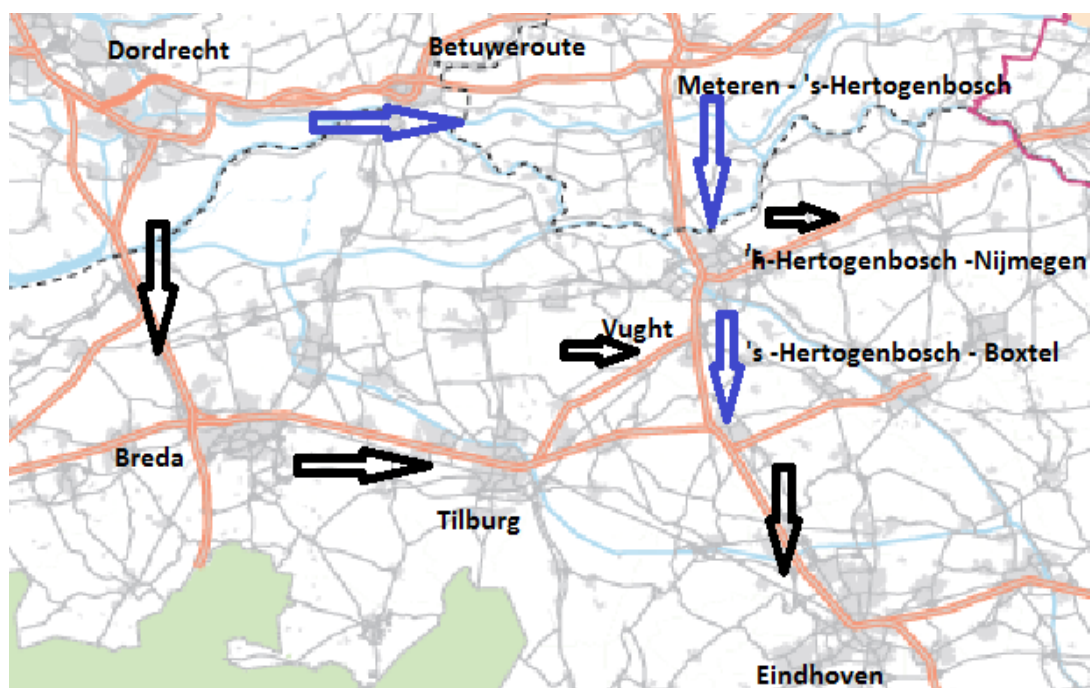 Dordrecht
Betuweroute
Meteren - 's-Hertogenbosch
'h-Hertogenbosch -Nijmegen
Vught
's -Hertogenbosch - Boxtel
Breda
Tilburg
Eindhoven